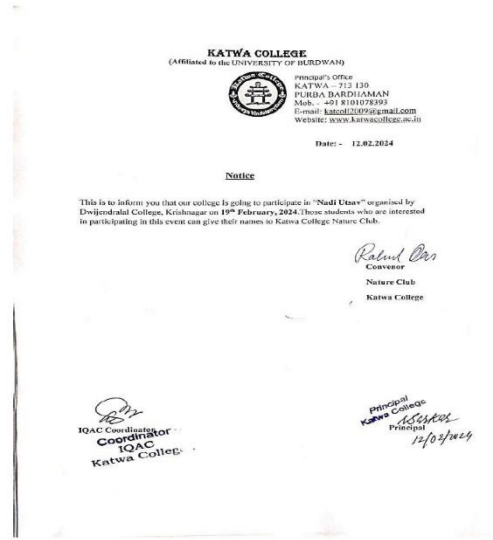 KATWA COLLEGE
(Affiliated to the UNIVERSITY OF BURDWAN)
Katwa College
Principal's Office
KATWA – 713 130
PURBA BARDHAMAN
Mob. - +91 8101078393
E-mail: katcoll2009@gmail.com
Website: www.katwacollege.ac.in
Date: - 12.02.2024
Notice
This is to inform you that our college is going to participate in "Nadi Utsav" organised by
Dwijendralal College, Krishnagar on 19th February, 2024.Those students who are interested
in participating in this event can give their names to Katwa College Nature Club.
Rahul Das
Convenor
Nature Club
Katwa College
IQAC Coordinator
Coordinator
IQAC
Katwa College
Principal
Katwa College
Principal
12/02/2024